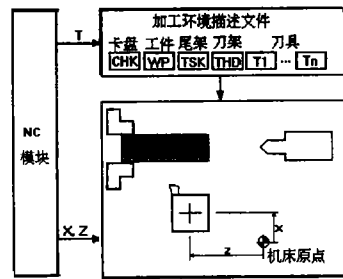 加工环境描述文件
T
卡盘 工件 尾架 刀架 刀具
CHK WP TSK THD T1 ... Tn
NC
模块
X, Z
X
Z
机床原点